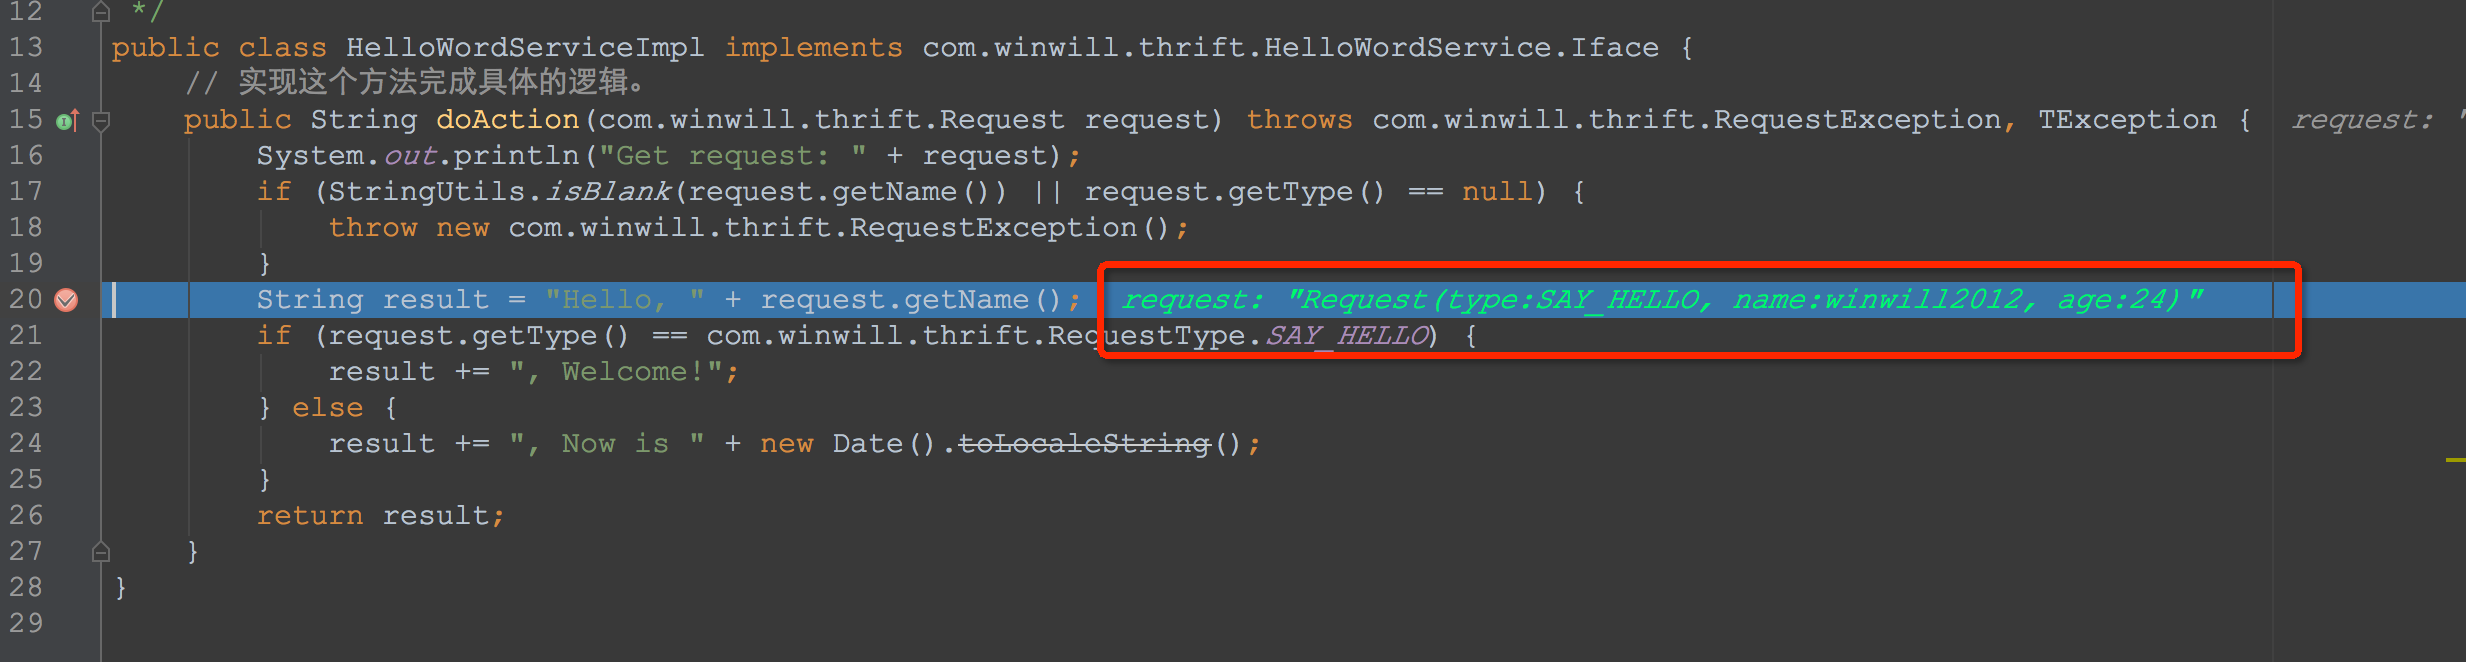 12 */
13 public class HelloWordServiceImpl implements com.winwill.thrift.HelloWordService.Iface {
14 // 实现这个方法完成具体的逻辑。
15 public String doAction(com.winwill.thrift.Request request) throws com.winwill.thrift.RequestException, TException { request: "
16 System.out.println("Get request: " + request);
17 if (StringUtils.isBlank(request.getName()) || request.getType() == null) {
18 throw new com.winwill.thrift.RequestException();
19 }
20 String result = "Hello, " + request.getName(); request: "Request(type:SAY_HELLO, name:winwill2012, age:24)"
21 if (request.getType() == com.winwill.thrift.RequestType.SAY_HELLO) {
22 result += ", Welcome!";
23 } else {
24 result += ", Now is " + new Date().toLocaleString();
25 }
26 return result;
27 }
28 }
29